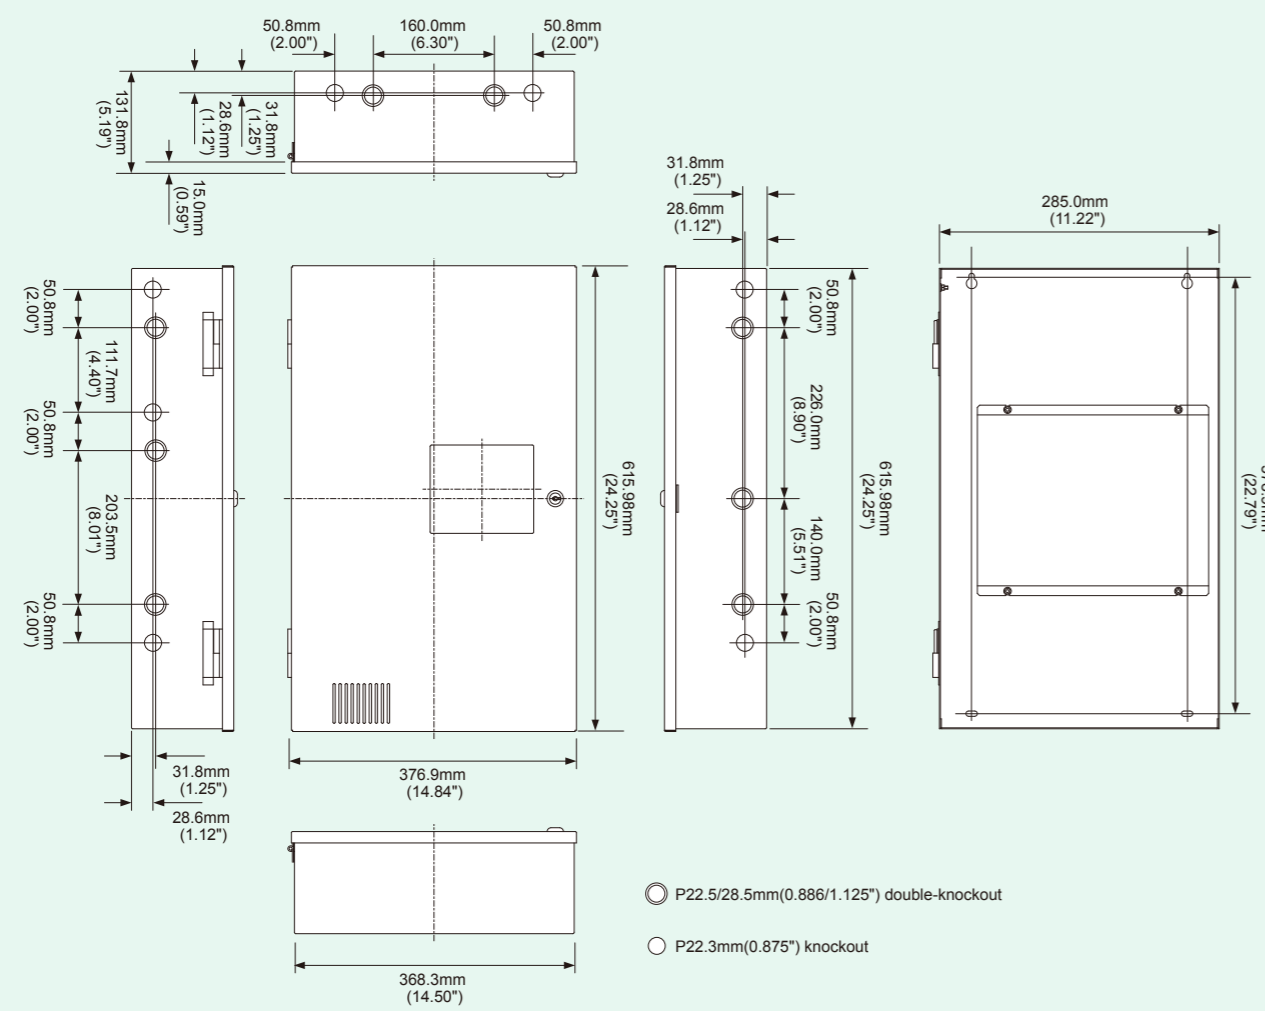 50.8mm
(2.00")
160.0mm
(6.30")
50.8mm
(2.00")
131.8mm
(5.19")
28.6mm
(1.12")
31.8mm
(1.25")
15.0mm
(0.59")
31.8mm
(1.25")
28.6mm
(1.12")
285.0mm
(11.22")
50.8mm
(2.00")
111.7mm
(4.40")
50.8mm
(2.00")
203.5mm
(8.01")
50.8mm
(2.00")
615.98mm
(24.25")
50.8mm
(2.00")
226.0mm
(8.90")
140.0mm
(5.51")
50.8mm
(2.00")
615.98mm
(24.25")
(22.79")
31.8mm
(1.25")
28.6mm
(1.12")
376.9mm
(14.84")
P22.5/28.5mm(0.886/1.125") double-knockout
P22.3mm(0.875") knockout
368.3mm
(14.50")